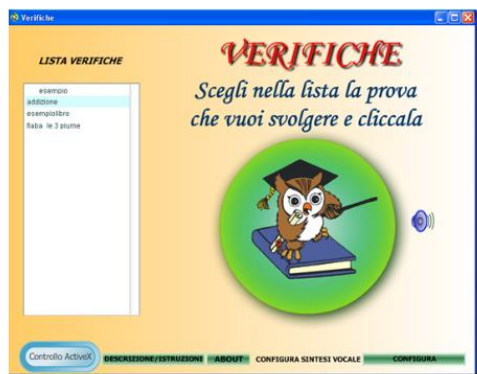 Verifiche
LISTA VERIFICHE
esempio
addizione
esempiolibro
fiaba le 3 piume
VERIFICHE
Scegli nella lista la prova
che vuoi svolgere e cliccala
Controllo ActiveX
DESCRIZIONE/ISTRUZIONI
ABOUT
CONFIGURA SINTESI VOCALE
CONFIGURA